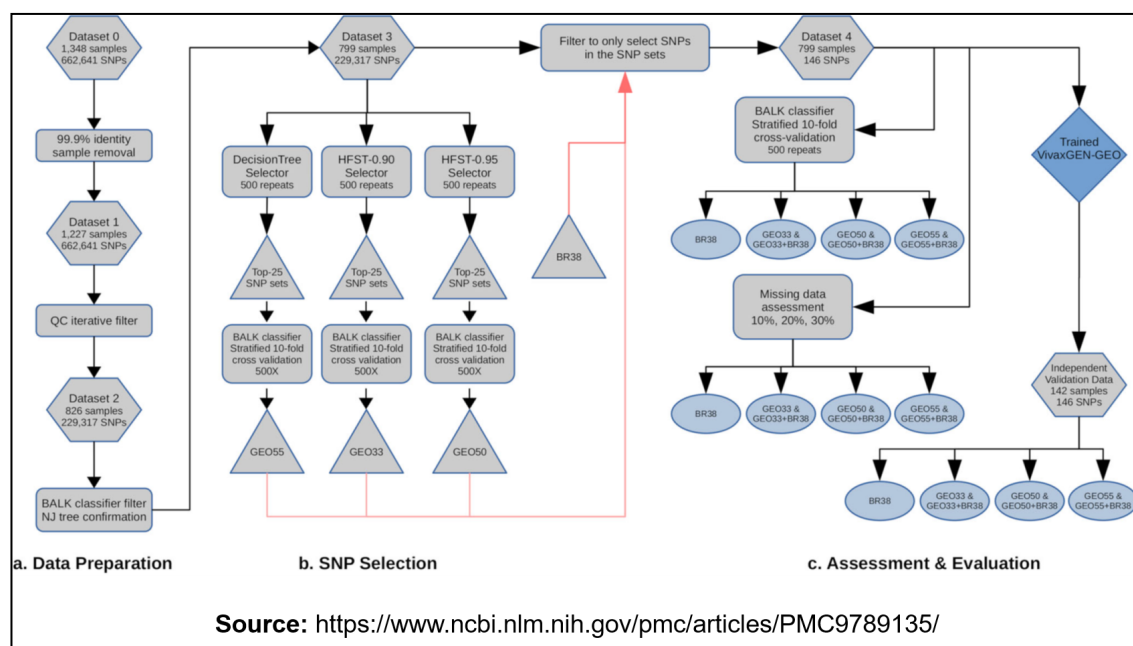 Dataset 0
1,348 samples
662,641 SNPs
99.9% identity
sample removal
Dataset 1
1,227 samples
662,641 SNPs
QC iterative filter
Dataset 2
826 samples
229,317 SNPs
BALK classifier filter
NJ tree confirmation
a. Data Preparation
Dataset 3
799 samples
229,317 SNPs
DecisionTree
Selector
500 repeats
HFST-0.90
Selector
500 repeats
HFST-0.95
Selector
500 repeats
Top-25
SNP sets
Top-25
SNP sets
Top-25
SNP sets
BALK classifier
Stratified 10-fold
cross validation
500X
BALK classifier
Stratified 10-fold
cross validation
500X
BALK classifier
Stratified 10-fold
cross validation
500X
GEO55
GEO33
GEO50
BR38
Filter to only select SNPs
in the SNP sets
b. SNP Selection
Dataset 4
799 samples
146 SNPs
BALK classifier
Stratified 10-fold
cross-validation
500 repeats
BR38
GEO33 &
GEO33+BR38
GEO50 &
GEO50+BR38
GEO55 &
GEO55+BR38
Missing data
assessment
10%, 20%, 30%
BR38
GEO33 &
GEO33+BR38
GEO50 &
GEO50+BR38
GEO55 &
GEO55+BR38
Trained
VivaxGEN-GEO
Independent
Validation Data
142 samples
146 SNPs
BR38
GEO33 &
GEO33+BR38
GEO50 &
GEO50+BR38
GEO55 &
GEO55+BR38
c. Assessment & Evaluation
Source: https://www.ncbi.nlm.nih.gov/pmc/articles/PMC9789135/